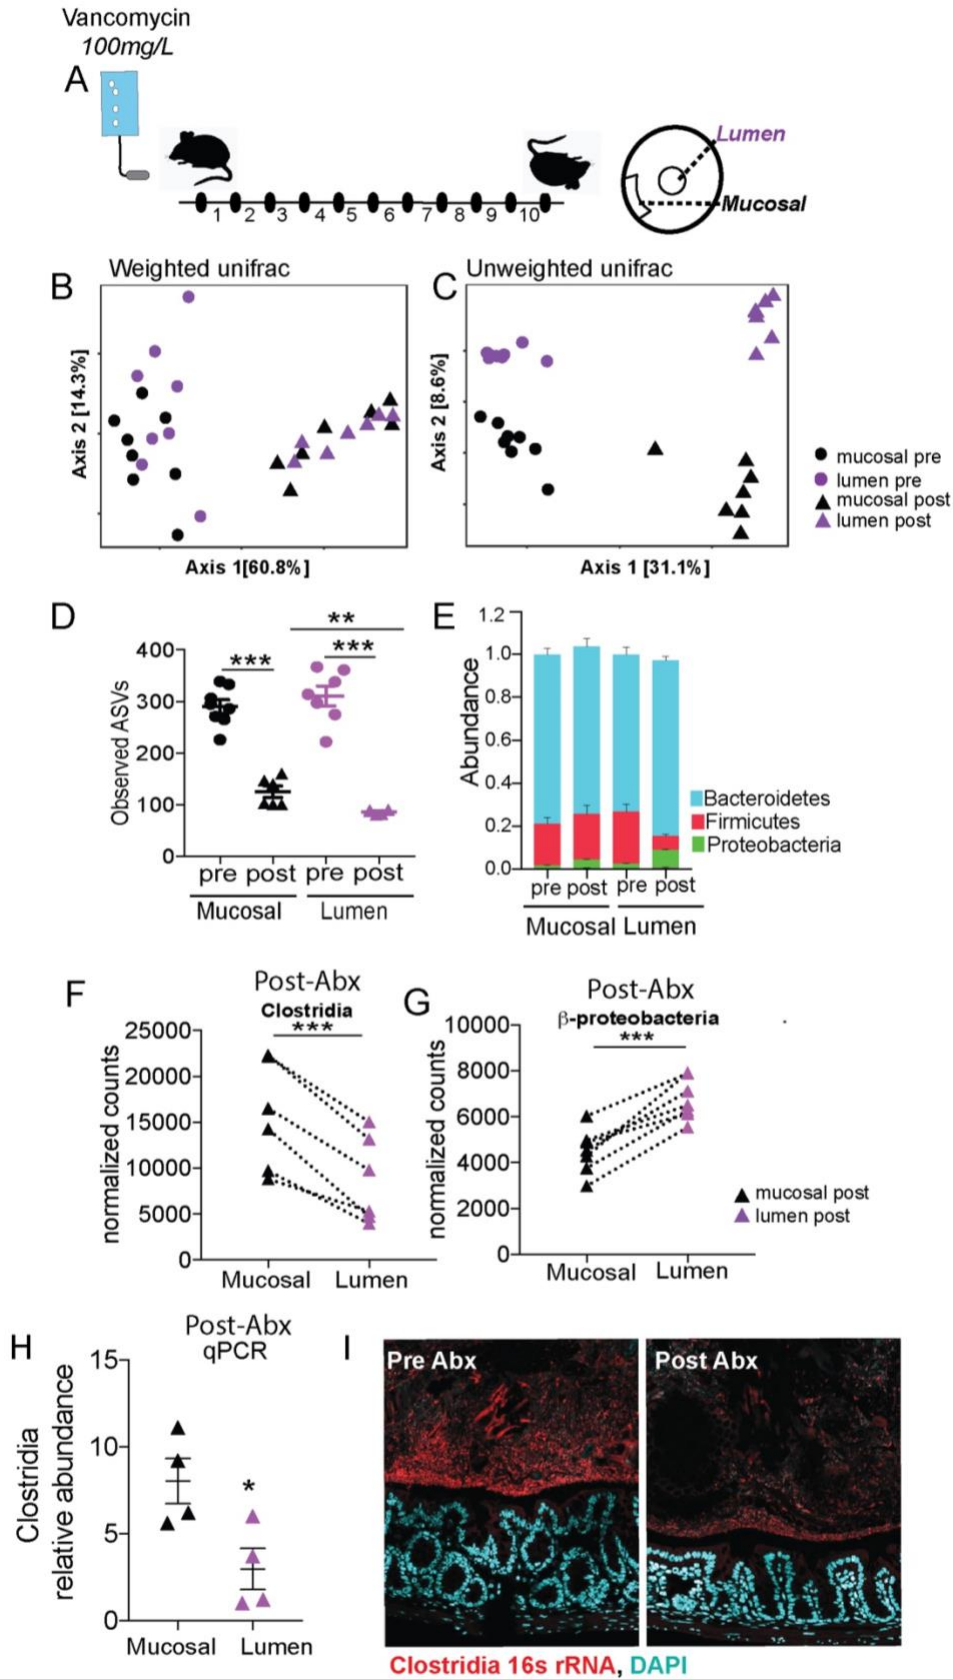 Vancomycin
100mg/L
A
Lumen
Mucosal
1 2 3 4 5 6 7 8 9 10
B
Weighted unifrac
Axis 2 [14.3%]
Axis 1[60.8%]
C
Unweighted unifrac
Axis 2 [8.6%]
Axis 1 [31.1%]
mucosal pre
lumen pre
mucosal post
lumen post
D
Observed ASVs
400
300
200
100
0
***
**
***
pre post pre post
Mucosal Lumen
E
Abundance
1.2
1.0
0.8
0.6
0.4
0.2
0.0
pre post pre post
Mucosal Lumen
Bacteroidetes
Firmicutes
Proteobacteria
F
Post-Abx
Clostridia
***
normalized counts
25000
20000
15000
10000
5000
0
Mucosal Lumen
G
Post-Abx
β-proteobacteria
***
normalized counts
10000
8000
6000
4000
2000
0
Mucosal Lumen
mucosal post
lumen post
H
Post-Abx
qPCR
Clostridia
relative abundance
15
10
5
0
*
Mucosal Lumen
I
Pre Abx
Post Abx
Clostridia 16s rRNA, DAPI